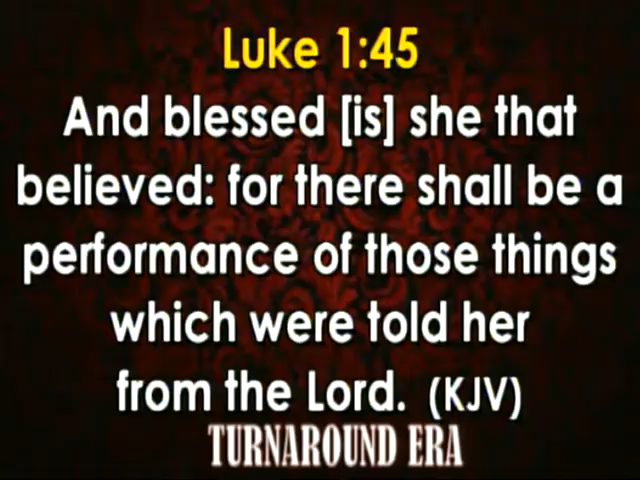 Luke 1:45
And blessed [is] she that
believed: for there shall be a
performance of those things
which were told her
from the Lord. (KJV)
TURNAROUND ERA